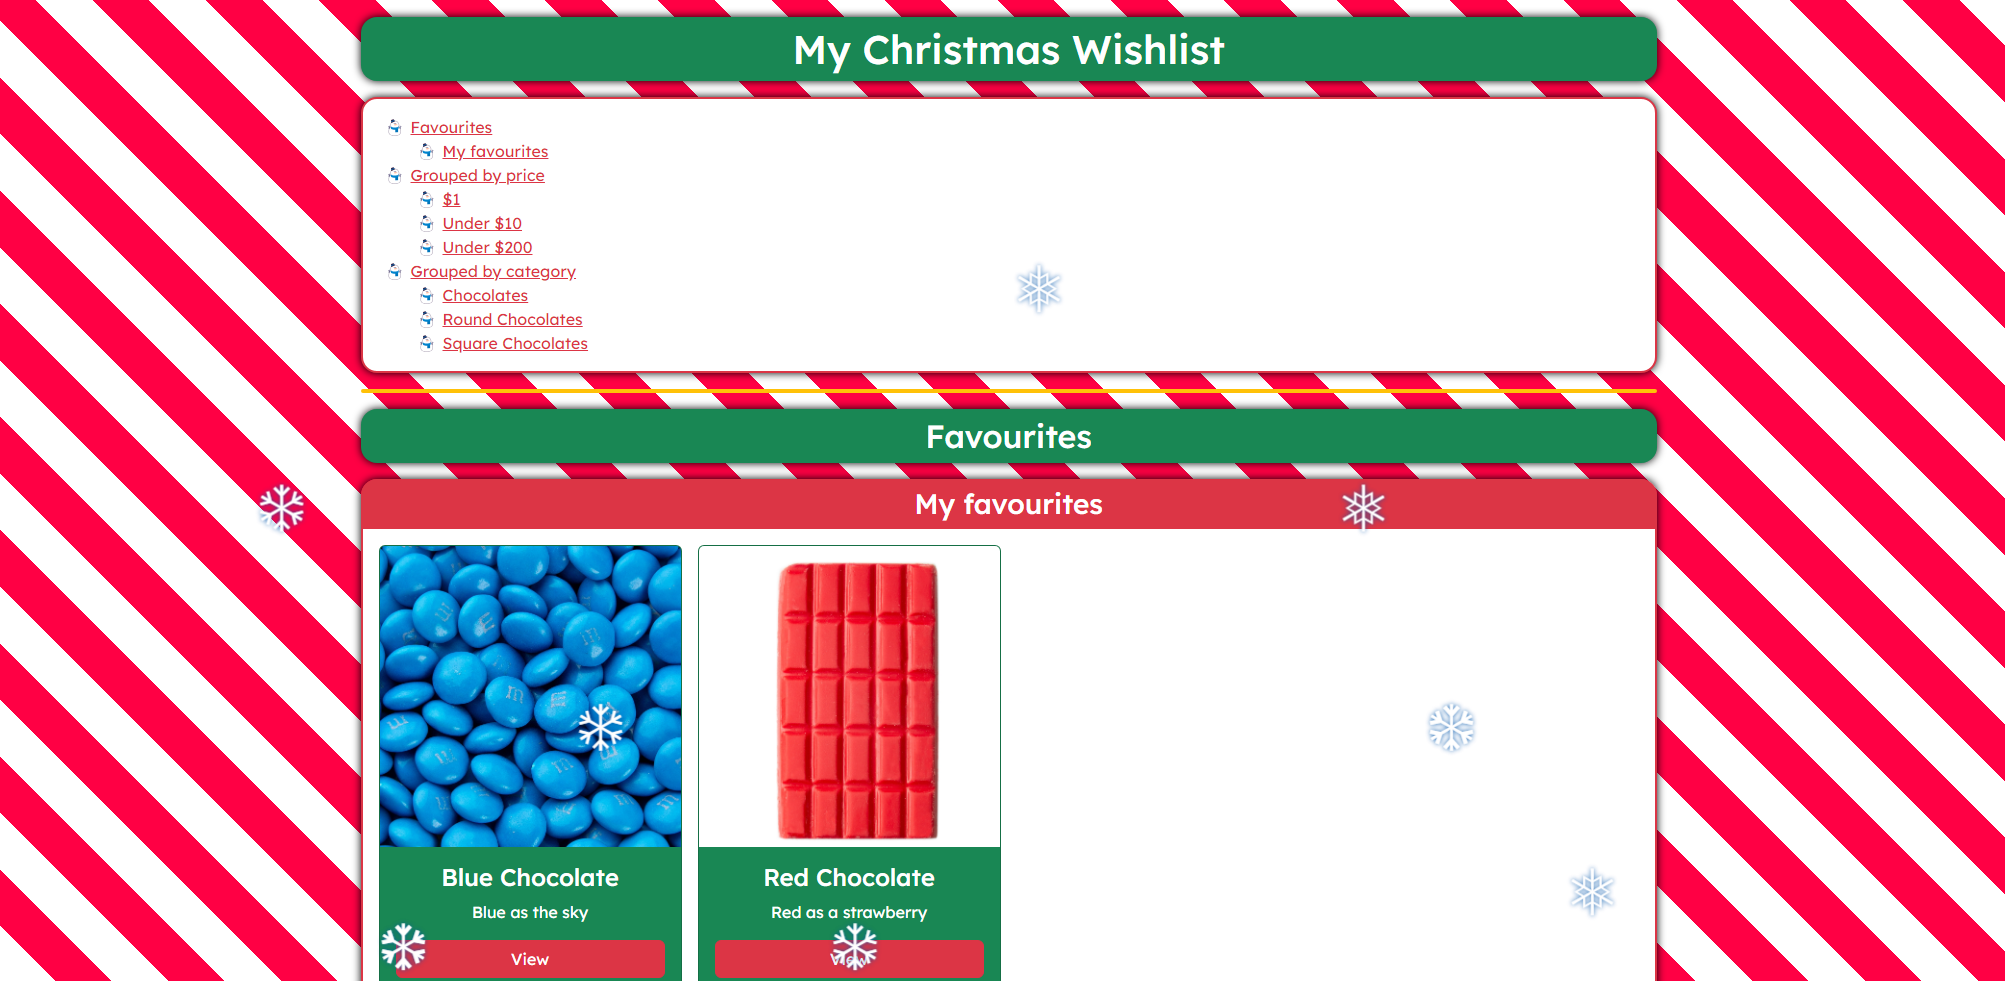 My Christmas Wishlist
Favourites
My favourites
Grouped by price
$1
Under $10
Under $200
Grouped by category
Chocolates
Round Chocolates
Square Chocolates
Favourites
My favourites
Blue Chocolate
Blue as the sky
View
Red Chocolate
Red as a strawberry
View